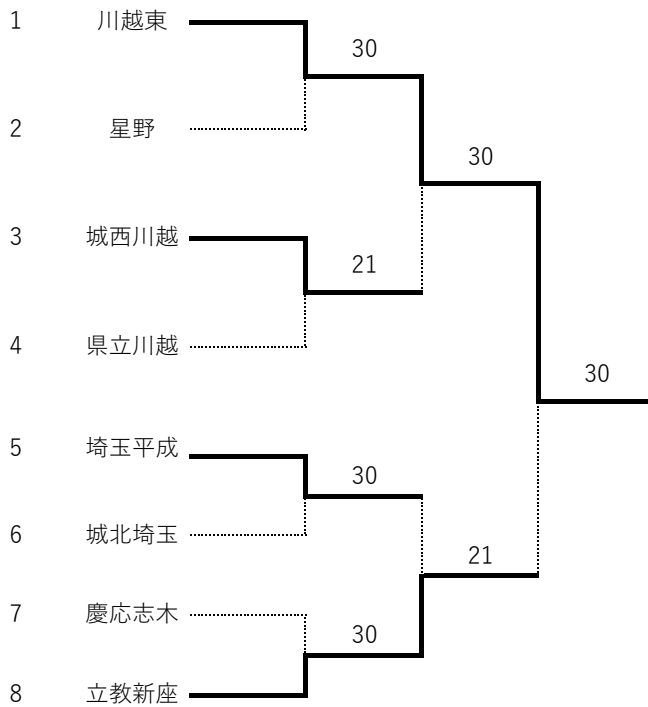 1 川越東
30
2 星野
30
3 城西川越
21
4 県立川越
30
5 埼玉平成
30
6 城北埼玉
21
7 慶応志木
30
8 立教新座